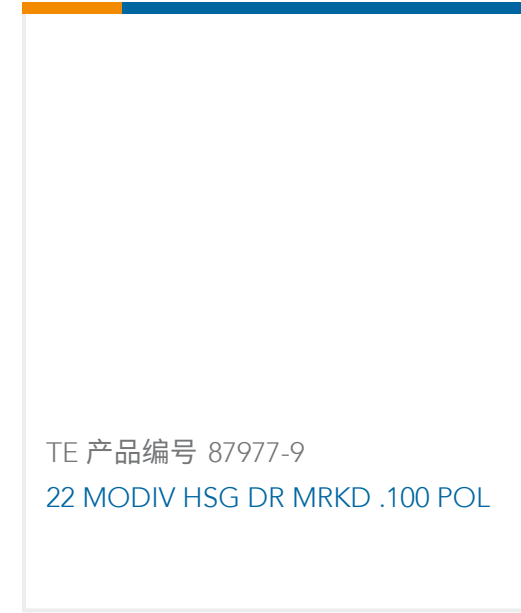 TE 产品编号 87977-9
22 MODIV HSG DR MRKD .100 POL